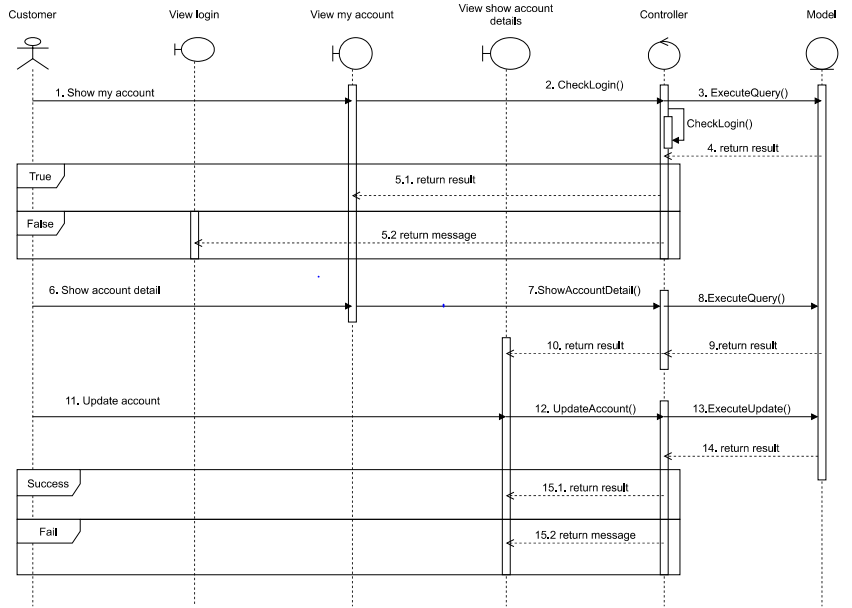 Customer
View login
View my account
View show account
details
Controller
Model
1. Show my account
2. CheckLogin()
3. ExecuteQuery()
CheckLogin()
4. return result
True
5.1. return result
False
5.2 return message
6. Show account detail
7.ShowAccountDetail()
8.ExecuteQuery()
10. return result
9.return result
11. Update account
12. UpdateAccount()
13.ExecuteUpdate()
14. return result
Success
15.1. return result
Fail
15.2 return message